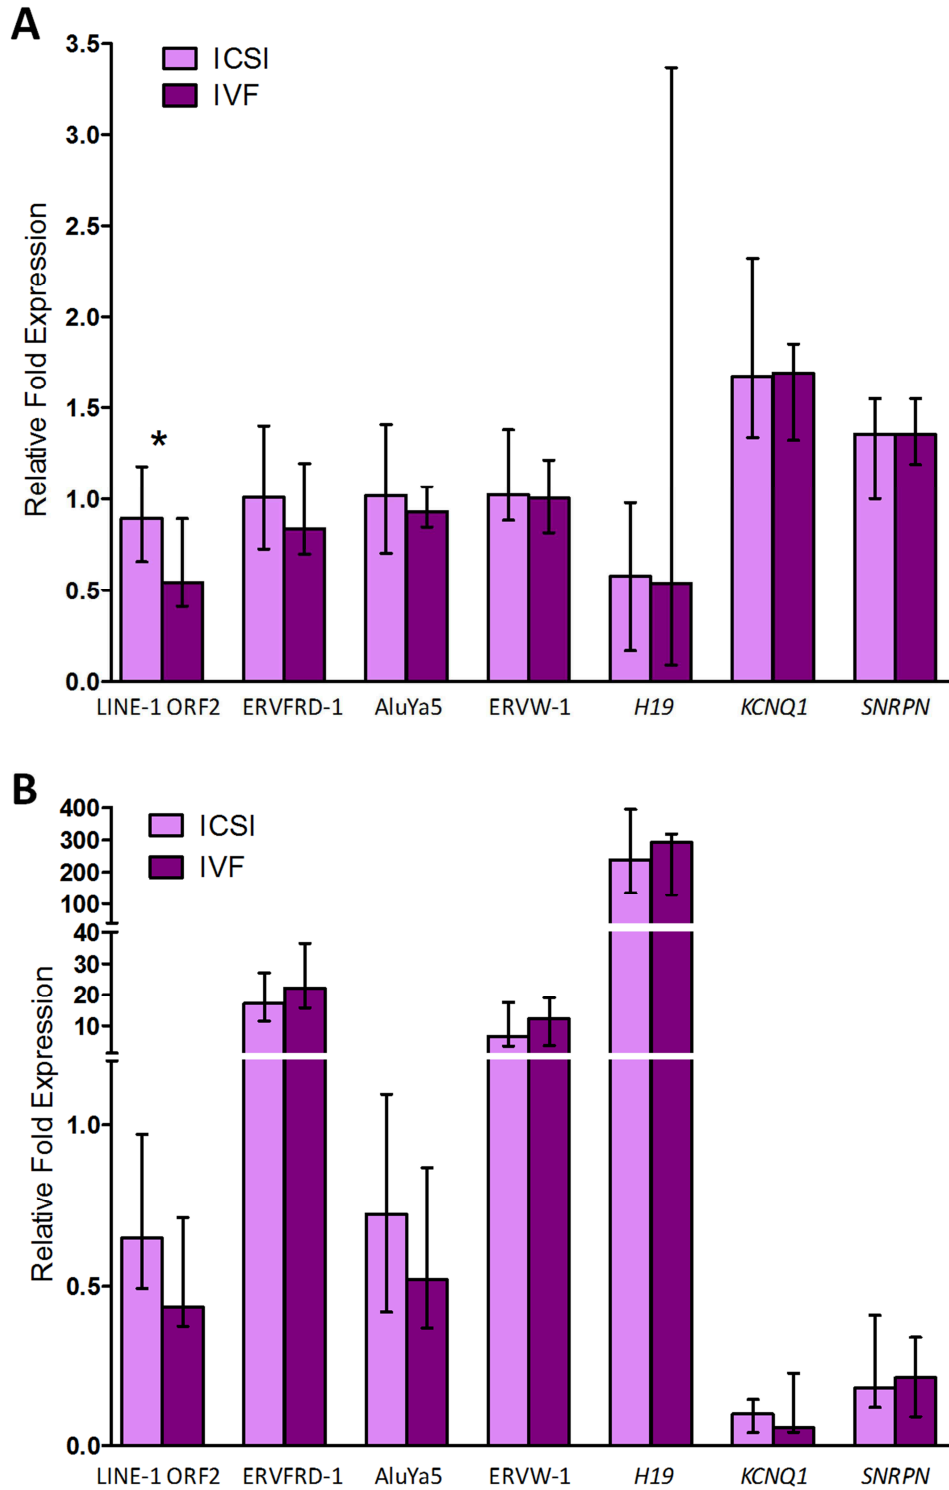 A
3.5
3.0
2.5
2.0
1.5
1.0
0.5
0.0
Relative Fold Expression
ICSI
IVF
*
LINE-1 ORF2 ERVFRD-1 AluYa5 ERVW-1 H19 KCNQ1 SNRPN
B
400
300
200
100
40
30
20
10
1.0
0.5
0.0
Relative Fold Expression
ICSI
IVF
LINE-1 ORF2 ERVFRD-1 AluYa5 ERVW-1 H19 KCNQ1 SNRPN